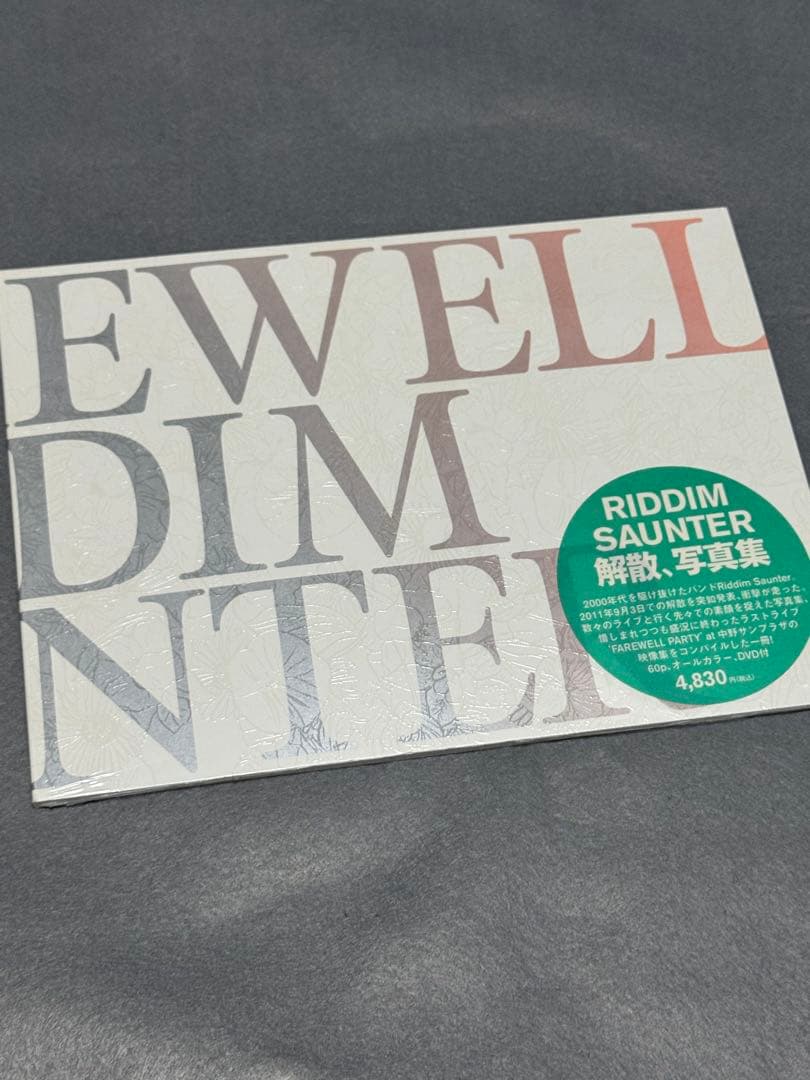 EWELL
DIM
NTE
RIDDIM
SAUNTER
解散、写真集
2000年代を駆け抜けたバンドRiddim Saunter。
2011年9月3日での解散を突如発表、衝撃が走った。
数々のライブと行く先々での素顔を捉えた写真集、
惜しまれつつも盛況に終わったラストライブ
「FAREWELL PARTY」at 中野サンプラザの
映像集をコンパイルした一冊!
60p、オールカラー、DVD付
4,830円(税込)